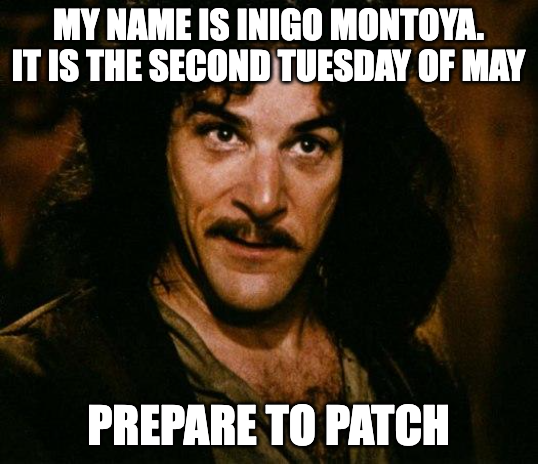 MY NAME IS INIGO MONTOYA.
IT IS THE SECOND TUESDAY OF MAY
PREPARE TO PATCH